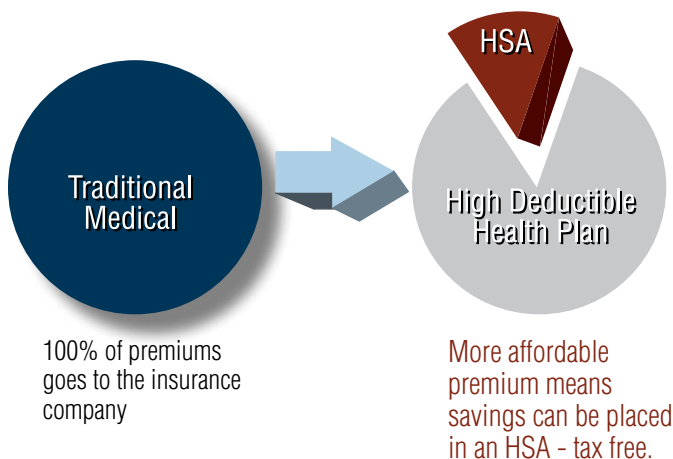 Traditional
Medical
100% of premiums
goes to the insurance
company
HSA
High Deductible
Health Plan
More affordable
premium means
savings can be placed
in an HSA - tax free.